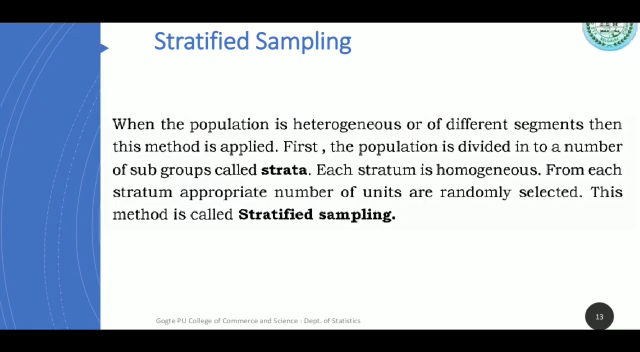 Stratified Sampling
When the population is heterogeneous or of different segments then
this method is applied. First , the population is divided in to a number
of sub groups called strata. Each stratum is homogeneous. From each
stratum appropriate number of units are randomly selected. This
method is called Stratified sampling.
Gogte PU College of Commerce and Science - Dept. of Statistics
13